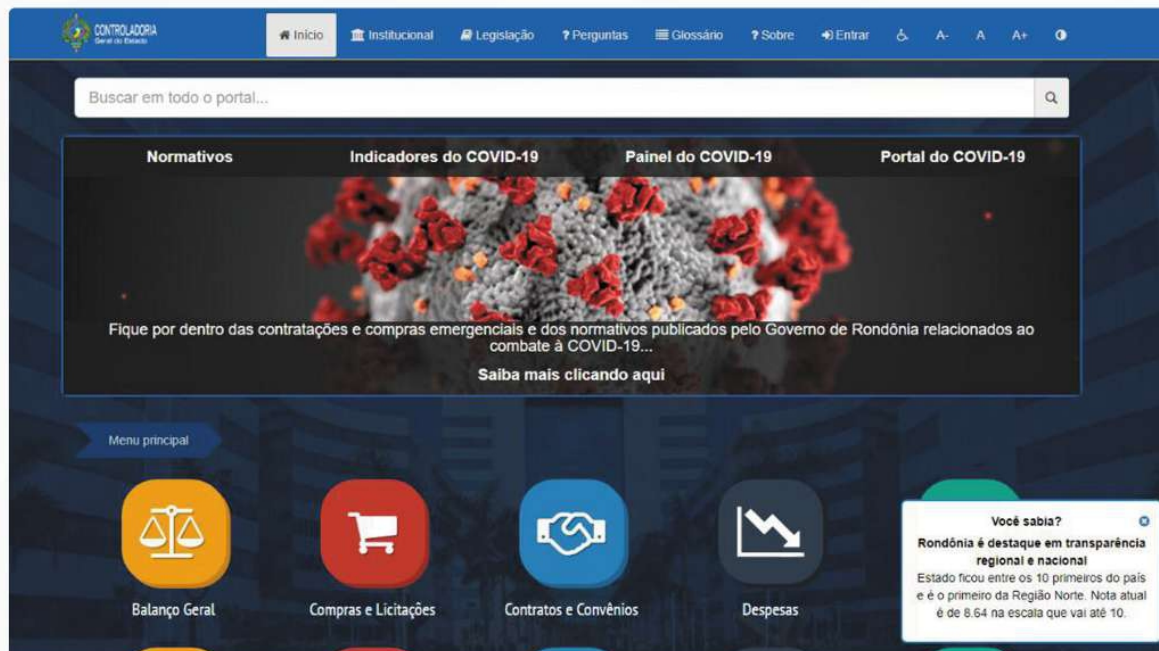 CONTROLADORIA
Geral do Estado
Início
Institucional
Legislação
? Perguntas
Glossário
? Sobre
Entrar
A-
A
A+
Buscar em todo o portal...
Normativos
Indicadores do COVID-19
Painel do COVID-19
Portal do COVID-19
Fique por dentro das contratações e compras emergenciais e dos normativos publicados pelo Governo de Rondônia relacionados ao
combate à COVID-19...
Saiba mais clicando aqui
Menu principal
Balanço Geral
Compras e Licitações
Contratos e Convênios
Despesas
Você sabia?
Rondônia é destaque em transparência
regional e nacional
Estado ficou entre os 10 primeiros do país
e é o primeiro da Região Norte. Nota atual
é de 8.64 na escala que vai até 10.